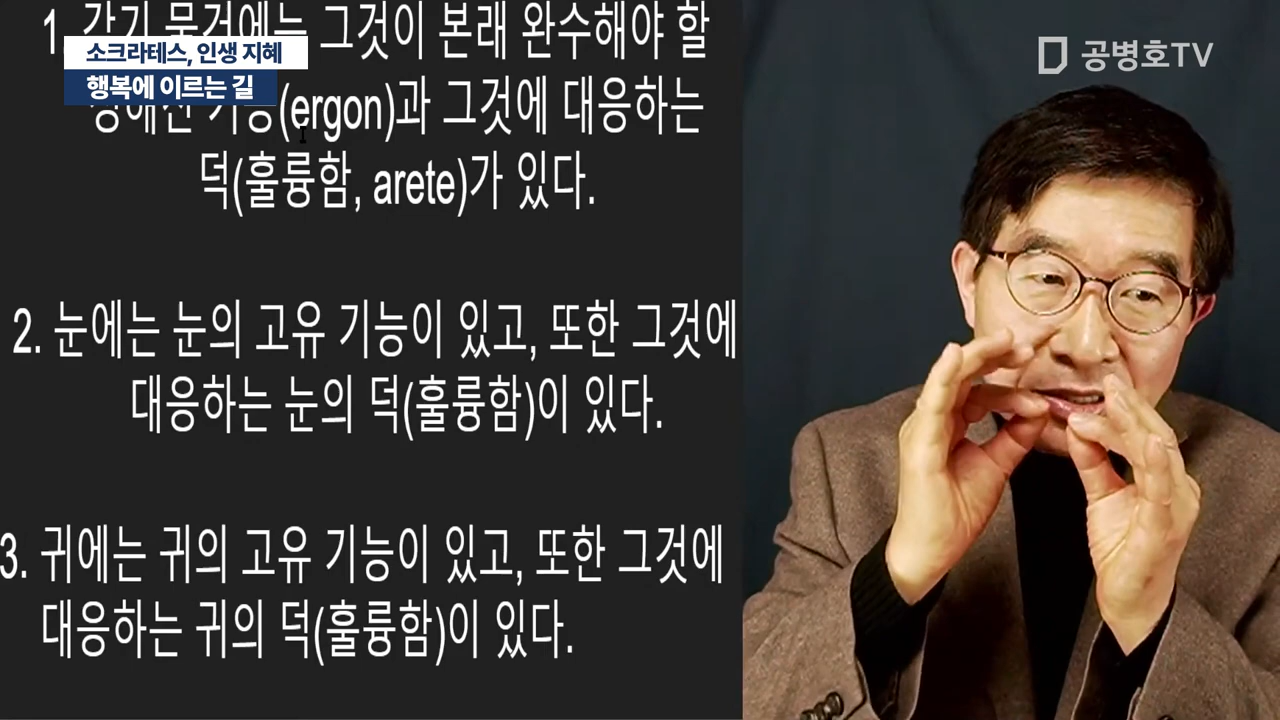 소크라테스, 인생 지혜
행복에 이르는 길
공병호TV
1. 각기 물건에는 그것이 본래 완수해야 할
(ergon)과 그것에 대응하는
덕(훌륭함, arete)가 있다.
2. 눈에는 눈의 고유 기능이 있고, 또한 그것에
대응하는 눈의 덕(훌륭함)이 있다.
3. 귀에는 귀의 고유 기능이 있고, 또한 그것에
대응하는 귀의 덕(훌륭함)이 있다.